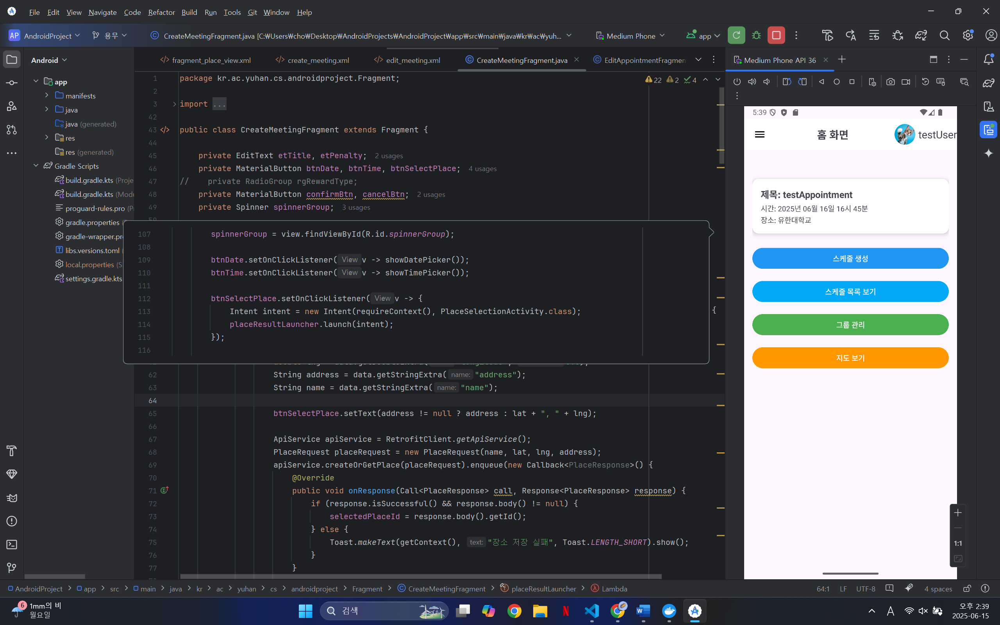 File Edit View Navigate Code Refactor Build Run Tools Git Window Help
AP AndroidProject 용무 CreateMeetingFragment.java [C:₩Users₩cho₩Desktop₩AndroidProjects₩AndroidProject₩app₩src₩main₩java₩kr₩ac₩yuh... Medium Phone app
Android
app
manifests
java
java (generated)
res
res (generated)
Gradle Scripts
build.gradle.kts (Proje
build.gradle.kts (Modu
proguard-rules.pro (Pr
gradle.properties
gradle-wrapper.pr
libs.versions.toml
local.properties (S
settings.gradle.kts
fragment_place_view.xml create_meeting.xml edit_meeting.xml CreateMeetingFragment.java EditAppointmentFragmen
22 2 4
1 package kr.ac.yuhan.cs.androidproject.Fragment;
2
3 import ...
42
43 public class CreateMeetingFragment extends Fragment {
44
45 private EditText etTitle, etPenalty; 2 usages
46 private MaterialButton btnDate, btnTime, btnSelectPlace; 4 usages
47 // private RadioGroup rgRewardType;
48 private MaterialButton confirmBtn, cancelBtn; 2 usages
49 private Spinner spinnerGroup; 3 usages
50
107 spinnerGroup = view.findViewById(R.id.spinnerGroup);
108
109 btnDate.setOnClickListener( View v -> showDatePicker());
110 btnTime.setOnClickListener( View v -> showTimePicker());
111
112 btnSelectPlace.setOnClickListener( View v -> {
113 Intent intent = new Intent(requireContext(), PlaceSelectionActivity.class);
{
114 placeResultLauncher.launch(intent);
115 });
116
62 String address = data.getStringExtra( name: "address");
63 String name = data.getStringExtra( name: "name");
64
65 btnSelectPlace.setText(address != null ? address : lat + ", " + lng);
66
67 ApiService apiService = RetrofitClient.getApiService();
68 PlaceRequest placeRequest = new PlaceRequest(name, lat, lng, address);
69 apiService.createOrGetPlace(placeRequest).enqueue(new Callback<PlaceResponse>() {
70 @Override
71 public void onResponse(Call<PlaceResponse> call, Response<PlaceResponse> response) {
72 if (response.isSuccessful() && response.body() != null) {
73 selectedPlaceId = response.body().getId();
74 } else {
75 Toast.makeText(getContext(), text: "장소 저장 실패", Toast.LENGTH_SHORT).show();
76 }
77 }
Medium Phone API 36
5:39
홈 화면 testUser
제목: testAppointment
시간: 2025년 06월 16일 16시 45분
장소: 유한대학교
스케줄 생성
스케줄 목록 보기
그룹 관리
지도 보기
1:1
AndroidProject > app > src > main > java > kr > ac > yuhan > cs > androidproject > Fragment > CreateMeetingFragment > placeResultLauncher > Lambda
64:1 LF UTF-8 4 spaces
6 1mm의 비
월요일
검색
A
오후 2:39
2025-06-15